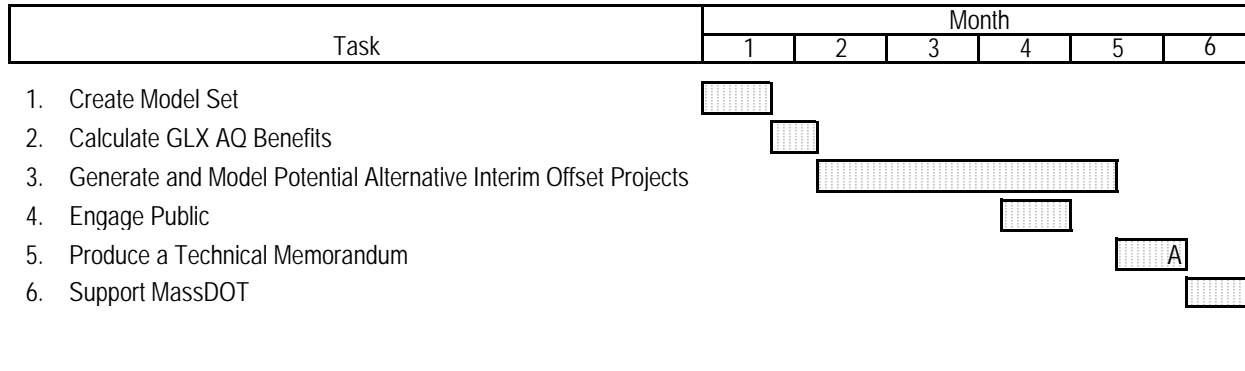 Month
Task 1 2 3 4 5 6
1. Create Model Set
2. Calculate GLX AQ Benefits
3. Generate and Model Potential Alternative Interim Offset Projects
4. Engage Public
5. Produce a Technical Memorandum A
6. Support MassDOT